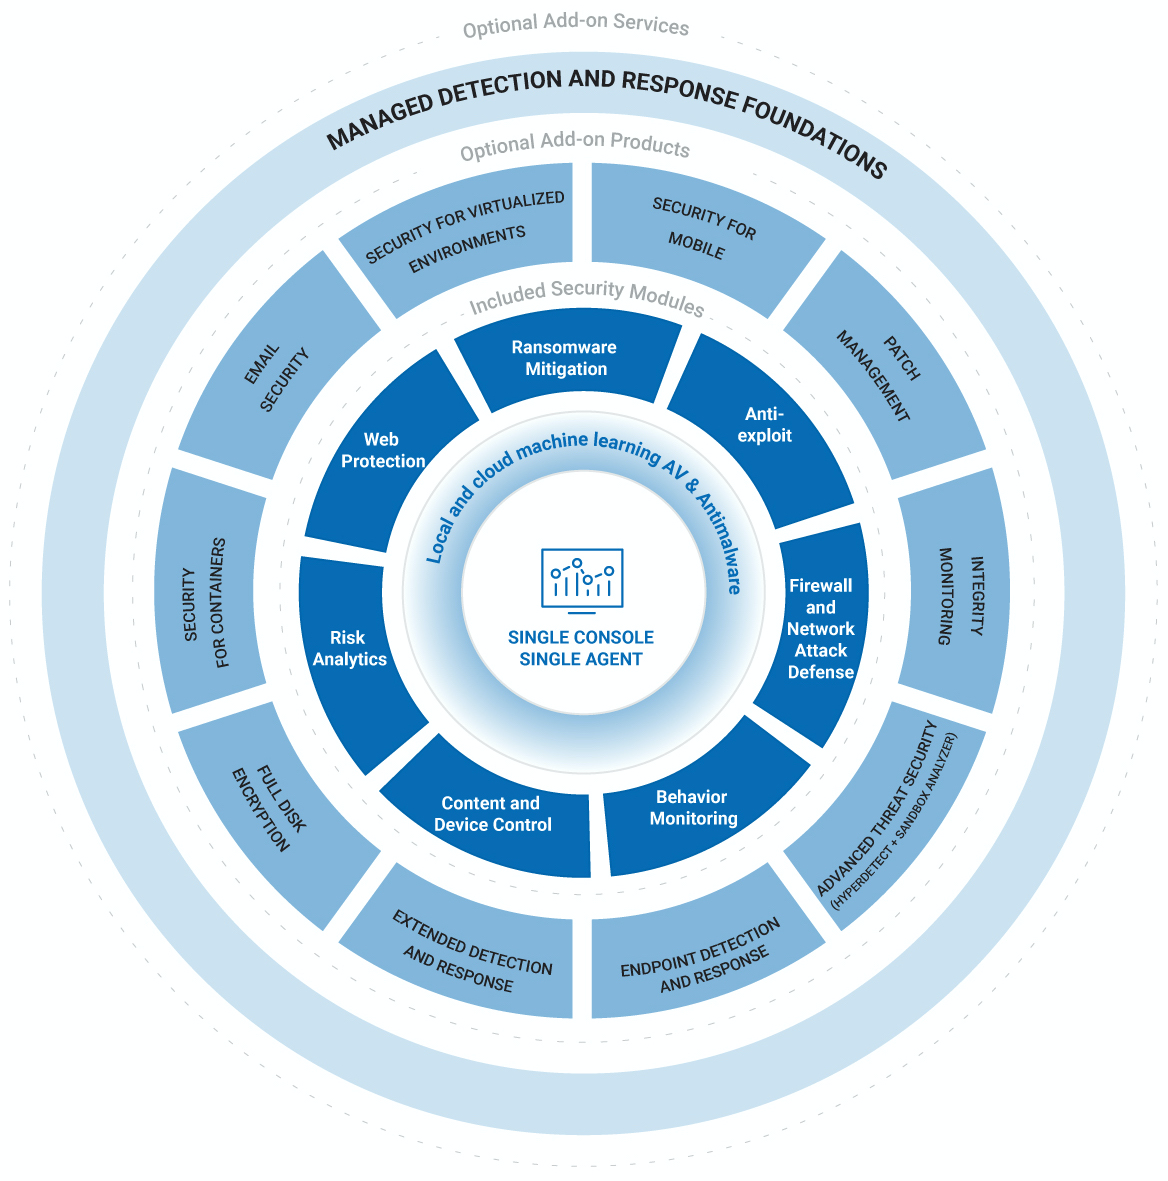 Optional Add-on Services
MANAGED DETECTION AND RESPONSE FOUNDATIONS
Optional Add-on Products
SECURITY FOR VIRTUALIZED
ENVIRONMENTS
SECURITY FOR
MOBILE
PATCH
MANAGEMENT
INTEGRITY
MONITORING
ADVANCED THREAT SECURITY
(HYPERDETECT + SANDBOX ANALYZER)
ENDPOINT DETECTION
AND RESPONSE
EXTENDED DETECTION
AND RESPONSE
FULL DISK
ENCRYPTION
SECURITY
FOR CONTAINERS
EMAIL
SECURITY
Included Security Modules
Ransomware
Mitigation
Anti-
exploit
Firewall
and
Network
Attack
Defense
Behavior
Monitoring
Content and
Device Control
Risk
Analytics
Web
Protection
Local and cloud machine learning AV & Antimalware
SINGLE CONSOLE
SINGLE AGENT